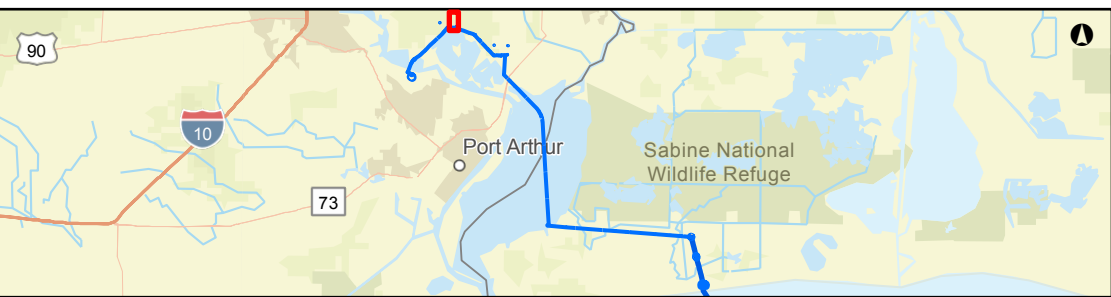 90
10
Port Arthur
Sabine National
Wildlife Refuge
73